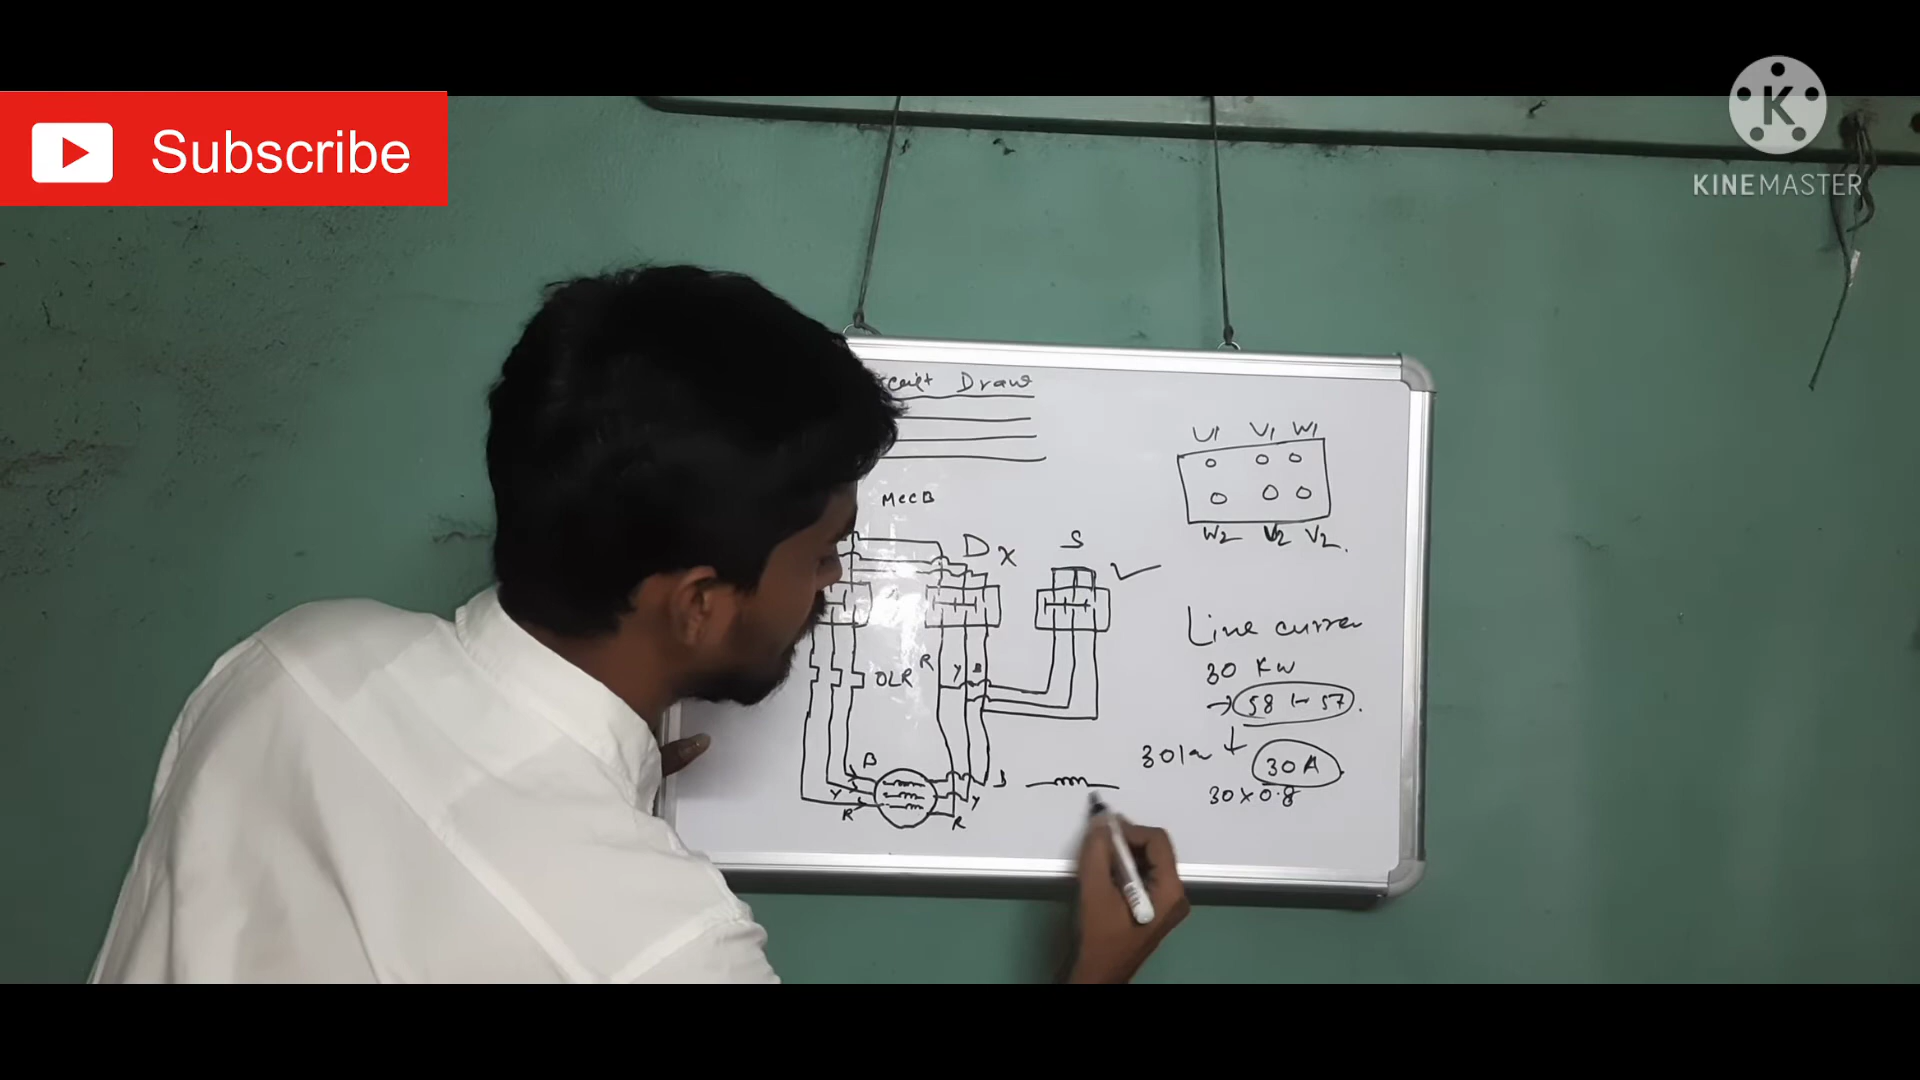 Subscribe
K
KINEMASTER
Draw
U1 V1 W1
MCCB
W2 V2 V2
D X S
Line curren
30 KW
OLR R Y B
→ 58 57
B
30A
30 x 0.8
Y
R
Y
R